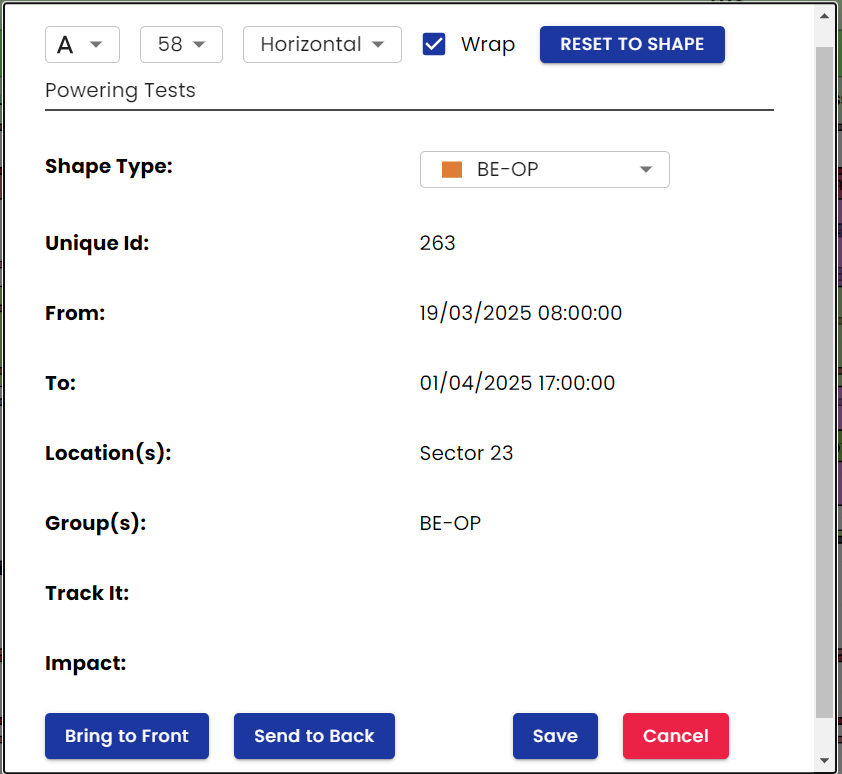 A 58 Horizontal Wrap RESET TO SHAPE
Powering Tests
Shape Type: BE-OP
Unique Id: 263
From: 19/03/2025 08:00:00
To: 01/04/2025 17:00:00
Location(s): Sector 23
Group(s): BE-OP
Track It:
Impact:
Bring to Front Send to Back Save Cancel